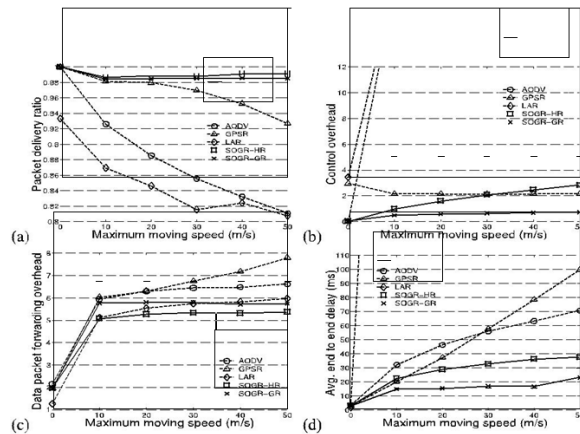 (a)
Packet delivery ratio
1
0.98
0.96
0.94
0.92
0.9
0.88
0.86
0.84
0.82
0.8
AODV
GPSR
LAR
SOGR-HR
SOGR-GR
0 10 20 30 40 50
Maximum moving speed (m/s)
(b)
Control overhead
12
10
8
6
4
2
0
AODV
GPSR
LAR
SOGR-HR
SOGR-GR
0 10 20 30 40 50
Maximum moving speed (m/s)
(c)
Data packet forwarding overhead
8
7
6
5
4
3
2
1
AODV
GPSR
LAR
SOGR-HR
SOGR-GR
0 10 20 30 40 50
Maximum moving speed (m/s)
(d)
Avg. end to end delay (ms)
110
100
90
80
70
60
50
40
30
20
10
0
AODV
GPSR
LAR
SOGR-HR
SOGR-GR
0 10 20 30 40 50
Maximum moving speed (m/s)